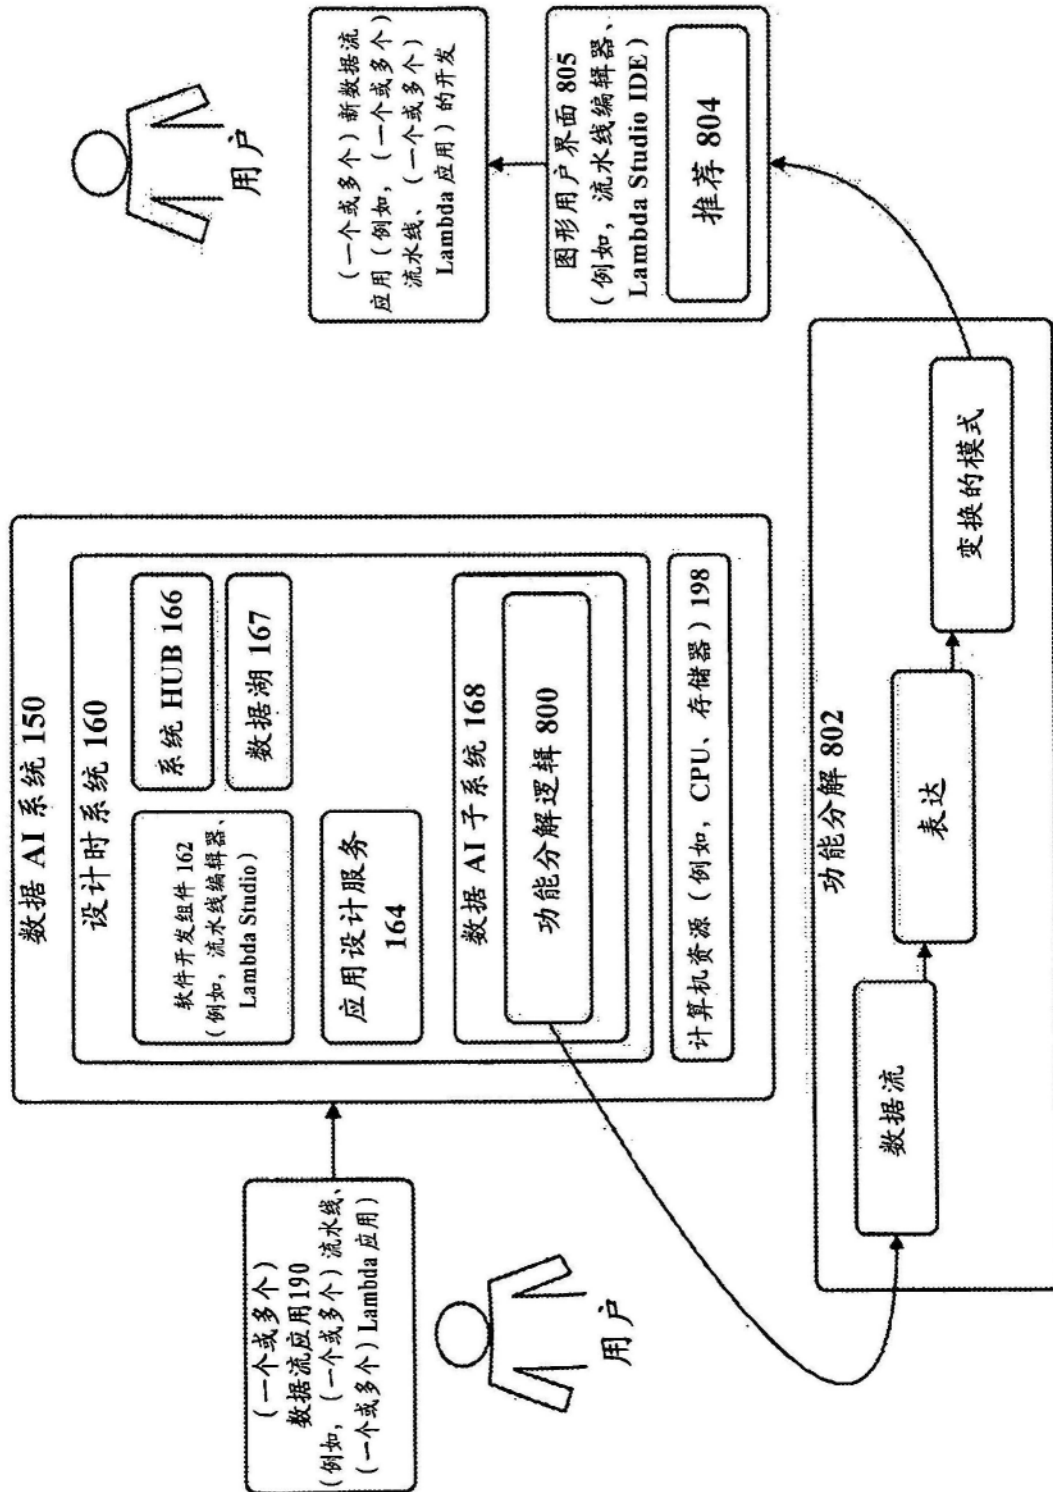 (一个或多个)
数据流应用190
(例如，(一个或多个)流水线、
(一个或多个)Lambda 应用)
用户
数据 AI 系统 150
设计时系统 160
软件开发组件 162
(例如，流水线编辑器、
Lambda Studio)
系统 HUB 166
数据湖 167
应用设计服务
164
数据 AI 子系统 168
功能分解逻辑 800
计算机资源（例如，CPU、存储器）198
功能分解 802
数据流
表达
变换的模式
用户
(一个或多个)新数据流
应用(例如，(一个或多个)
流水线、(一个或多个)
Lambda 应用)的开发
图形用户界面 805
(例如，流水线编辑器、
Lambda Studio IDE)
推荐 804